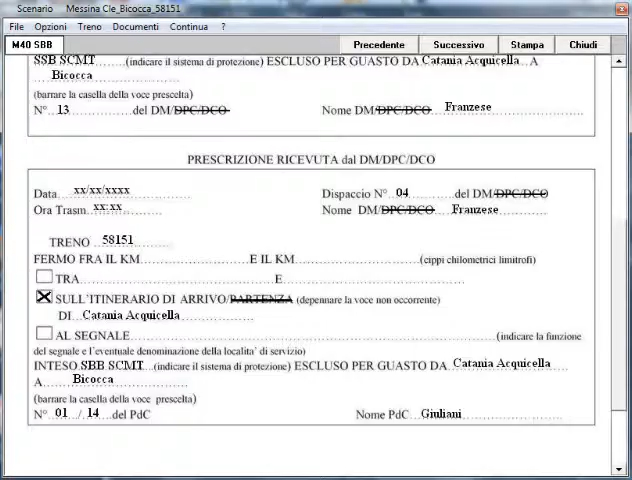 Scenario Messina Cle_Bicocca_58151
File Opzioni Treno Documenti Continua ?
M40 SBB Precedente Successivo Stampa Chiudi
SSB SCMT (indicare il sistema di protezione) ESCLUSO PER GUASTO DA Catania Acquicella A
Bicocca
(barrare la casella della voce prescelta)
N° 13 del DM/DPC/DCO Nome DM/DPC/DCO Franzese
PRESCRIZIONE RICEVUTA dal DM/DPC/DCO
Data xx/xx/xxxx Dispaccio N° 04 del DM/DPC/DCO
Ora Trasm xx:xx Nome DM/DPC/DCO Franzese
TRENO 58151
FERMO FRA IL KM E IL KM (cippi chilometrici limitrofi)
TRA E
SULL'ITINERARIO DI ARRIVO/PARTENZA (depennare la voce non occorrente)
DI Catania Acquicella
AL SEGNALE (indicare la funzione
del segnale e l'eventuale denominazione della localita' di servizio)
INTESO SBB SCMT (indicare il sistema di protezione) ESCLUSO PER GUASTO DA Catania Acquicella
A Bicocca
(barrare la casella della voce prescelta)
N° 01 / 14 del PdC Nome PdC Giuliani